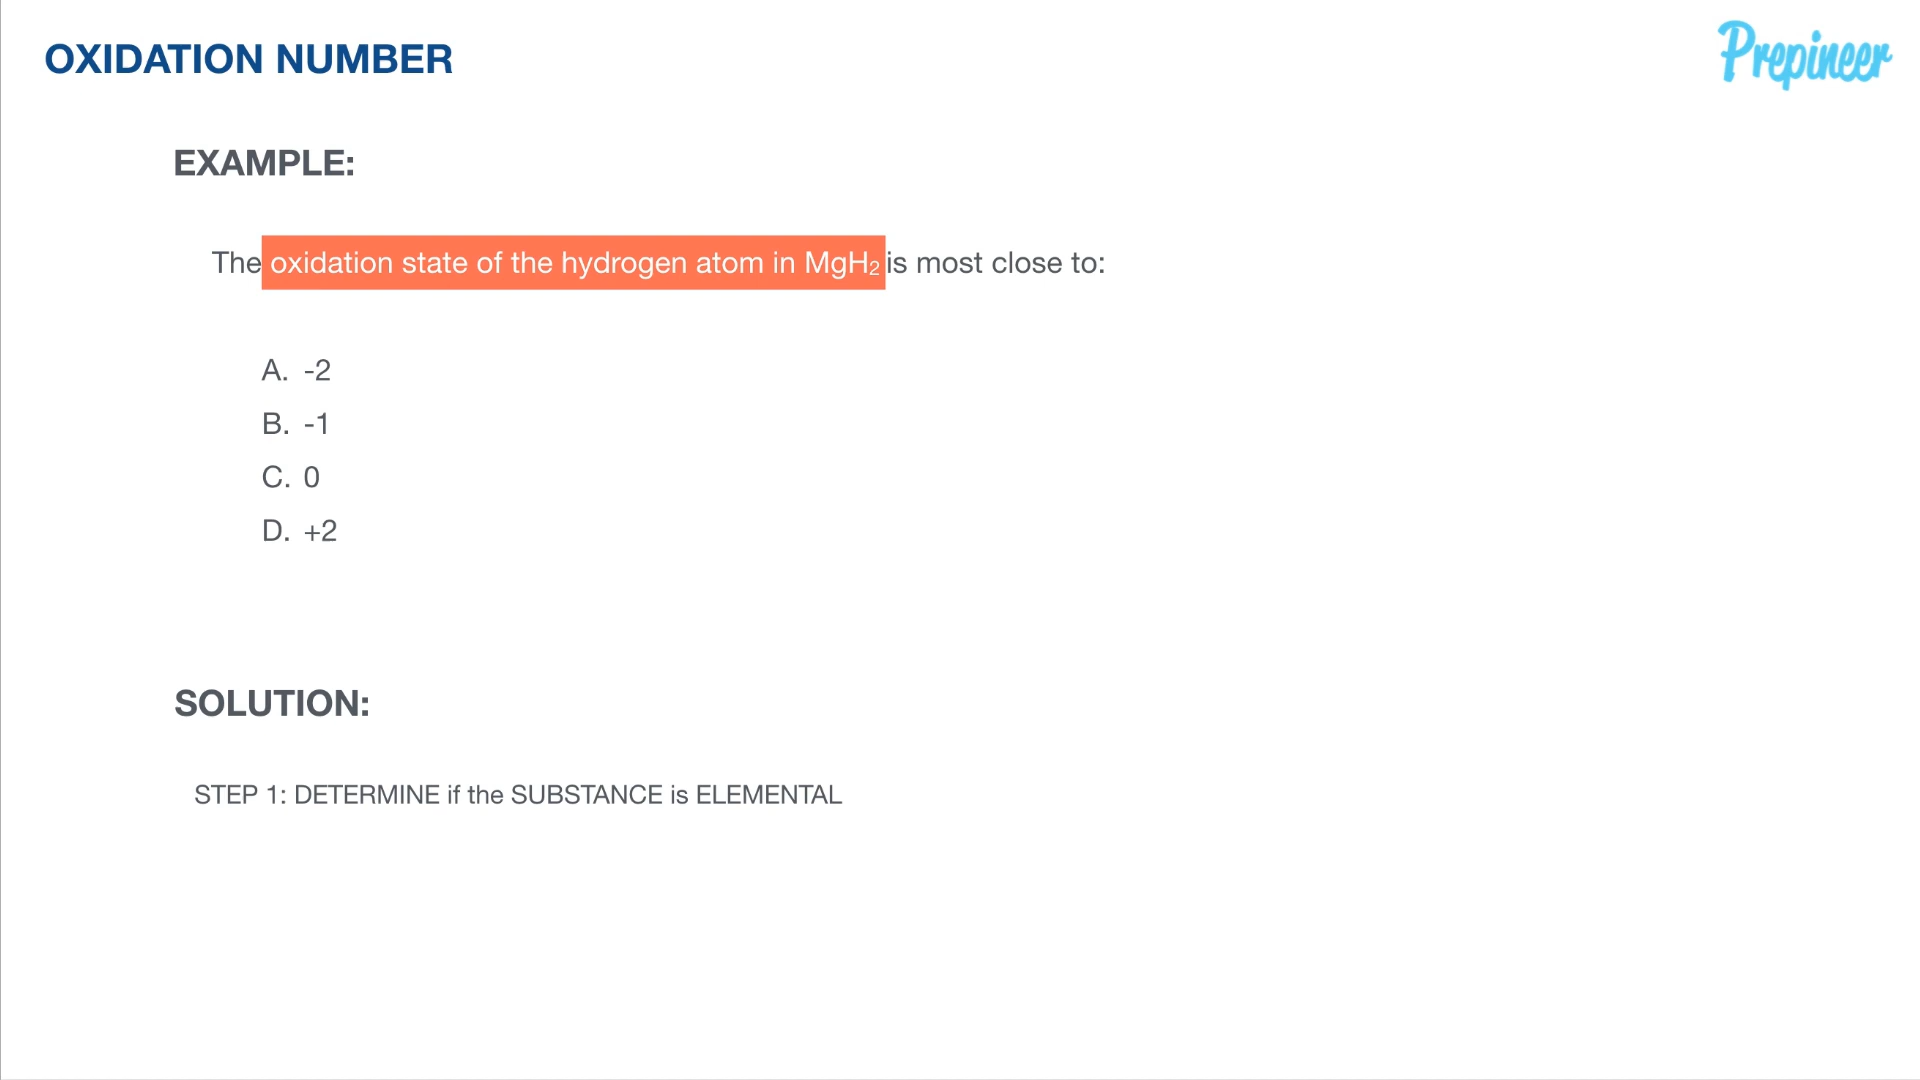 OXIDATION NUMBER
Prepineer
EXAMPLE:
The oxidation state of the hydrogen atom in MgH₂ is most close to:
A. -2
B. -1
C. 0
D. +2
SOLUTION:
STEP 1: DETERMINE if the SUBSTANCE is ELEMENTAL